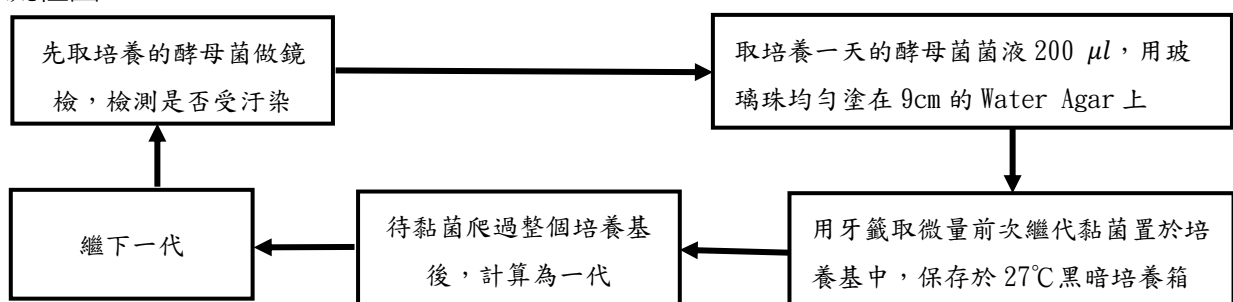 先取培養的酵母菌做鏡
檢，檢測是否受汙染
取培養一天的酵母菌菌液 200 μl，用玻
璃珠均勻塗在 9cm 的 Water Agar 上
用牙籤取微量前次繼代黏菌置於培
養基中，保存於 27℃黑暗培養箱
待黏菌爬過整個培養基
後，計算為一代
繼下一代